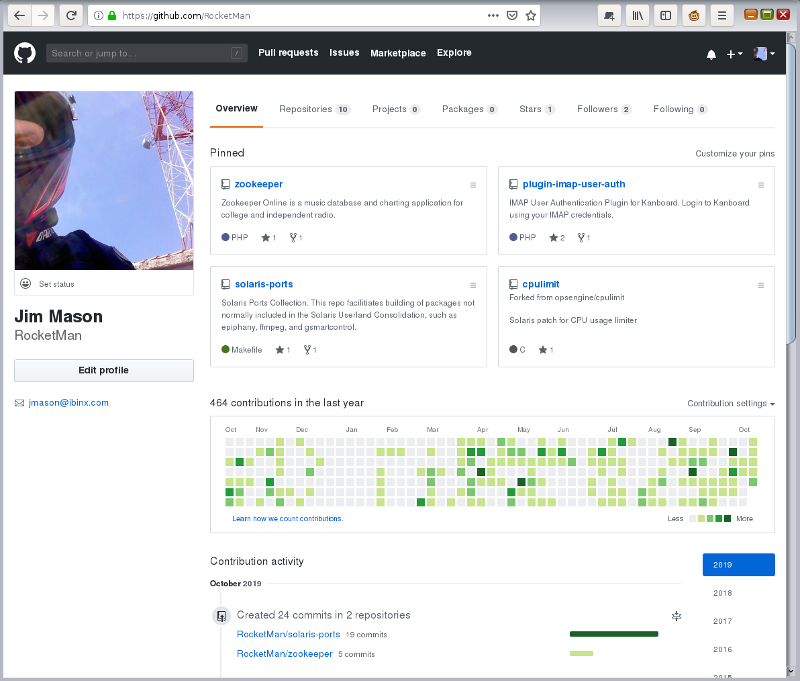 https://github.com/RocketMan
Search or jump to...
/
Pull requests Issues Marketplace Explore
Overview Repositories 10 Projects 0 Packages 0 Stars 1 Followers 2 Following 0
Pinned
Customize your pins
zookeeper
Zookeeper Online is a music database and charting application for
college and independent radio.
PHP 1 1
plugin-imap-user-auth
IMAP User Authentication Plugin for Kanboard. Login to Kanboard
using your IMAP credentials.
PHP 2 1
solaris-ports
Solaris Ports Collection. This repo facilitiates building of packages not
normally included in the Solaris Userland Consolidation, such as
epiphany, ffmpeg, and gsmartcontrol.
Makefile 1 1
cpulimit
Forked from opsengine/cpulimit
Solaris patch for CPU usage limiter
C 1
Set status
Jim Mason
RocketMan
Edit profile
jmason@ibinx.com
464 contributions in the last year
Contribution settings
Oct Nov Dec Jan Feb Mar Apr May Jun Jul Aug Sep Oct
Learn how we count contributions.
Less More
Contribution activity
October 2019
Created 24 commits in 2 repositories
RocketMan/solaris-ports 19 commits
RocketMan/zookeeper 5 commits
2019
2018
2017
2016
2015